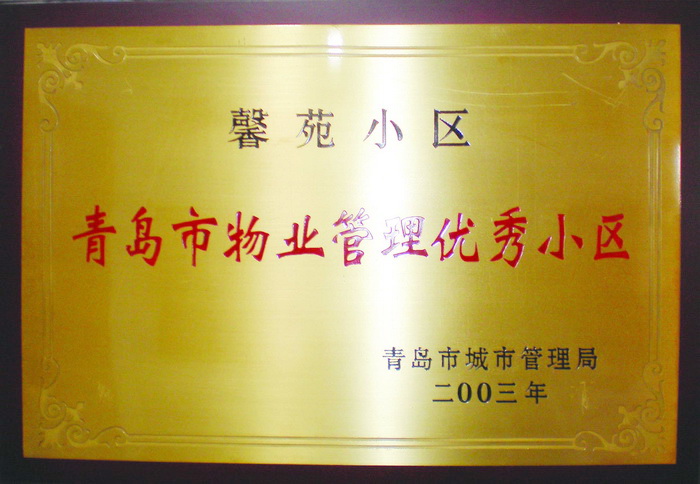 馨苑小区
青岛市物业管理优秀小区
青岛市城市管理局
二00三年